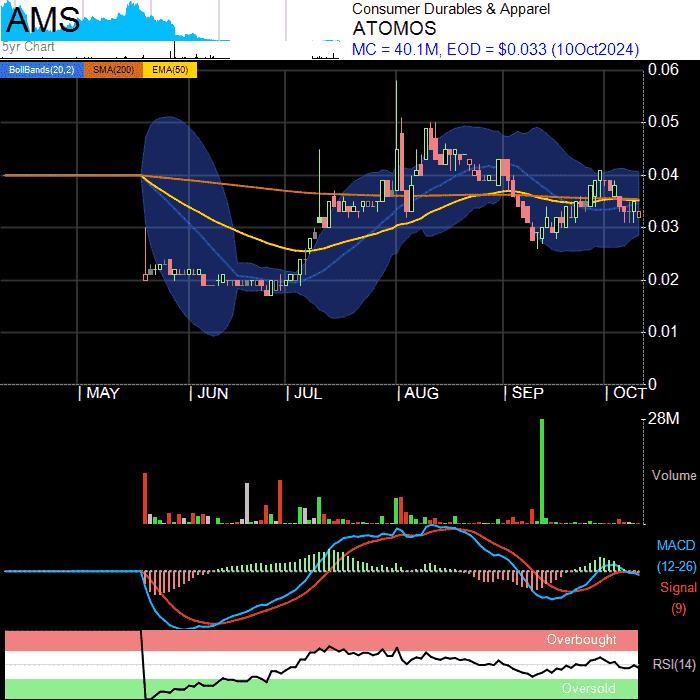 AMS
5yr Chart
Consumer Durables & Apparel
ATOMOS
MC = 40.1M, EOD = $0.033 (10Oct2024)
BollBands(20,2) SMA(200) EMA(50)
0.06
0.05
0.04
0.03
0.02
0.01
0
| MAY | JUN | JUL | AUG | SEP | OCT
28M
Volume
MACD
(12-26)
Signal
(9)
Overbought
RSI(14)
Oversold